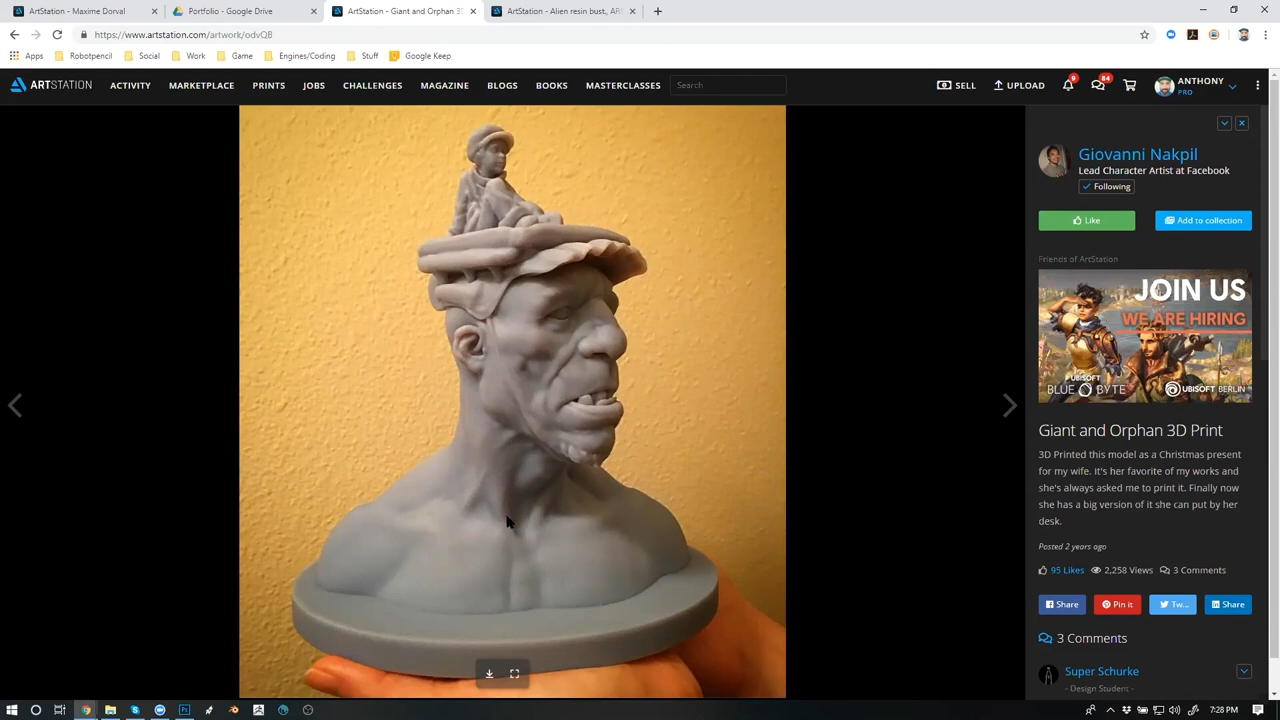 ArtStation - Maxime Dorval
Portfolio - Google Drive
ArtStation - Giant and Orphan 3D
ArtStation - Alien resin bust., AR
https://www.artstation.com/artwork/odvQB
Apps
Robotpencil
Social
Work
Game
Engines/Coding
Stuff
Google Keep
ARTSTATION
ACTIVITY
MARKETPLACE
PRINTS
JOBS
CHALLENGES
MAGAZINE
BLOGS
BOOKS
MASTERCLASSES
Search
SELL
UPLOAD
9
84
ANTHONY
PRO
Giovanni Nakpil
Lead Character Artist at Facebook
Following
Like
Add to collection
Friends of ArtStation
JOIN US
WE ARE HIRING
UBISOFT
BLUE BYTE
UBISOFT BERLIN
Giant and Orphan 3D Print
3D Printed this model as a Christmas present
for my wife. It's her favorite of my works and
she's always asked me to print it. Finally now
she has a big version of it she can put by her
desk.
Posted 2 years ago
95 Likes
2,258 Views
3 Comments
Share
Pin it
Tw...
Share
3 Comments
Super Schurke
- Design Student -
7:28 PM